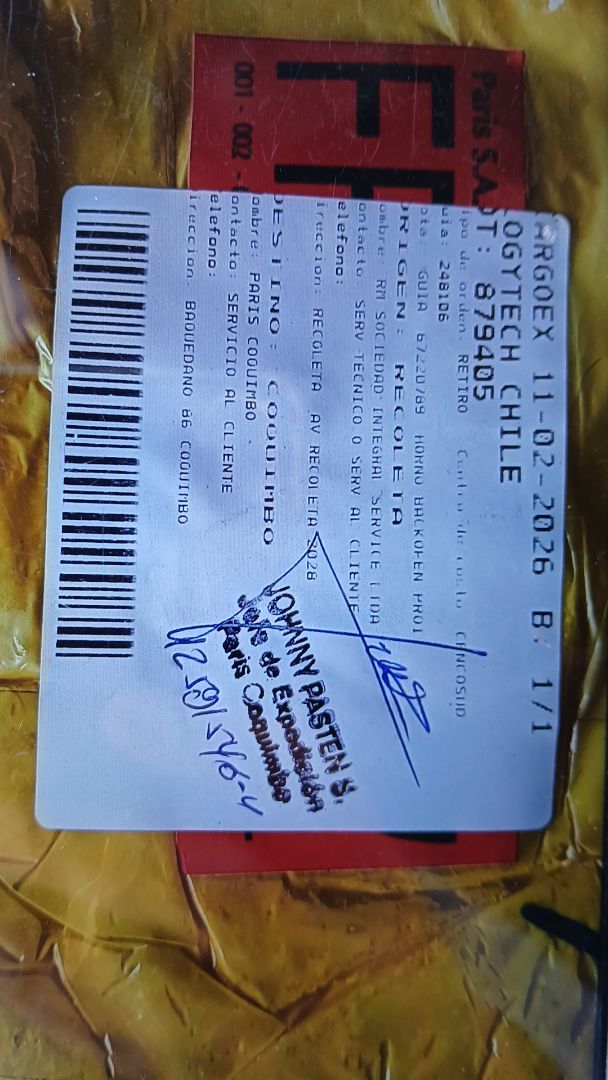 Paris S.A.
001-002
ARGOEX 11-02-2026 B: 1/1
OGYTECH CHILE
OT: 879405
ipo de orden. RETIRO Centro de costo CENCOSUD
uia: 248106
ota: GUIA 67220789 HORNO BACKOFEN PROI
ORIGEN: RECOLETA
ombre: RM SOCIEDAD INTEGRAL SERVICE LTDA
ontacto SERV TECNICO O SERV AL CLIENTE
elefono:
ireccion: RECOLETA AV RECOLETA 2028
DESTINO: COQUIMBO
ombre: PARIS COQUIMBO .
ontacto: SERVICIO AL CLIENTE
elefono:
ireccion. BAQUEDANO 86 COQUIMBO
JOHNNY PASTEN S.
Jefe de Expedición
Paris Coquimbo